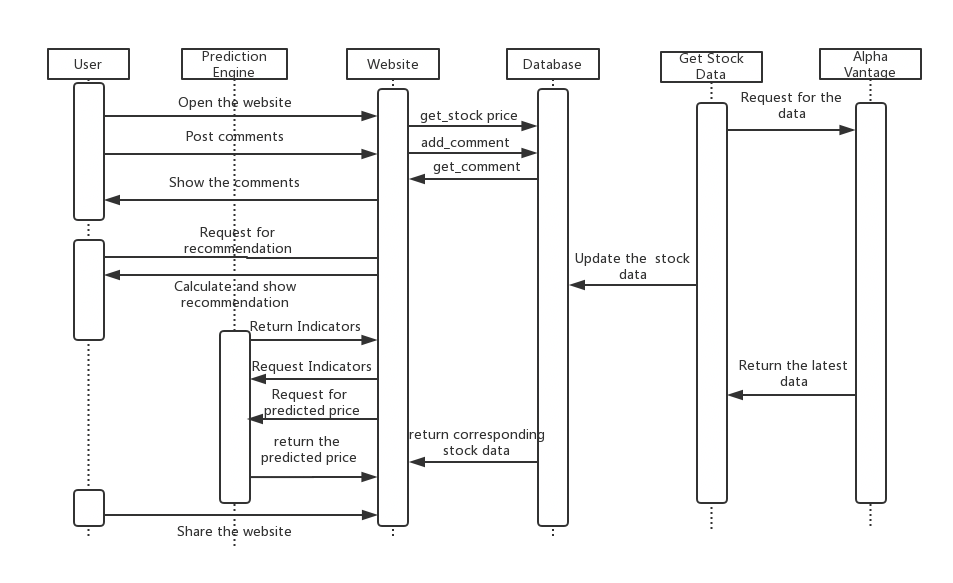 User
Prediction
Engine
Website
Database
Get Stock
Data
Alpha
Vantage
Open the website
Post comments
Show the comments
Request for
recommendation
Calculate and show
recommendation
Return Indicators
Request Indicators
Request for
predicted price
return the
predicted price
Share the website
get_stock price
add_comment
get_comment
return corresponding
stock data
Update the  stock
data
Request for the
data
Return the latest
data